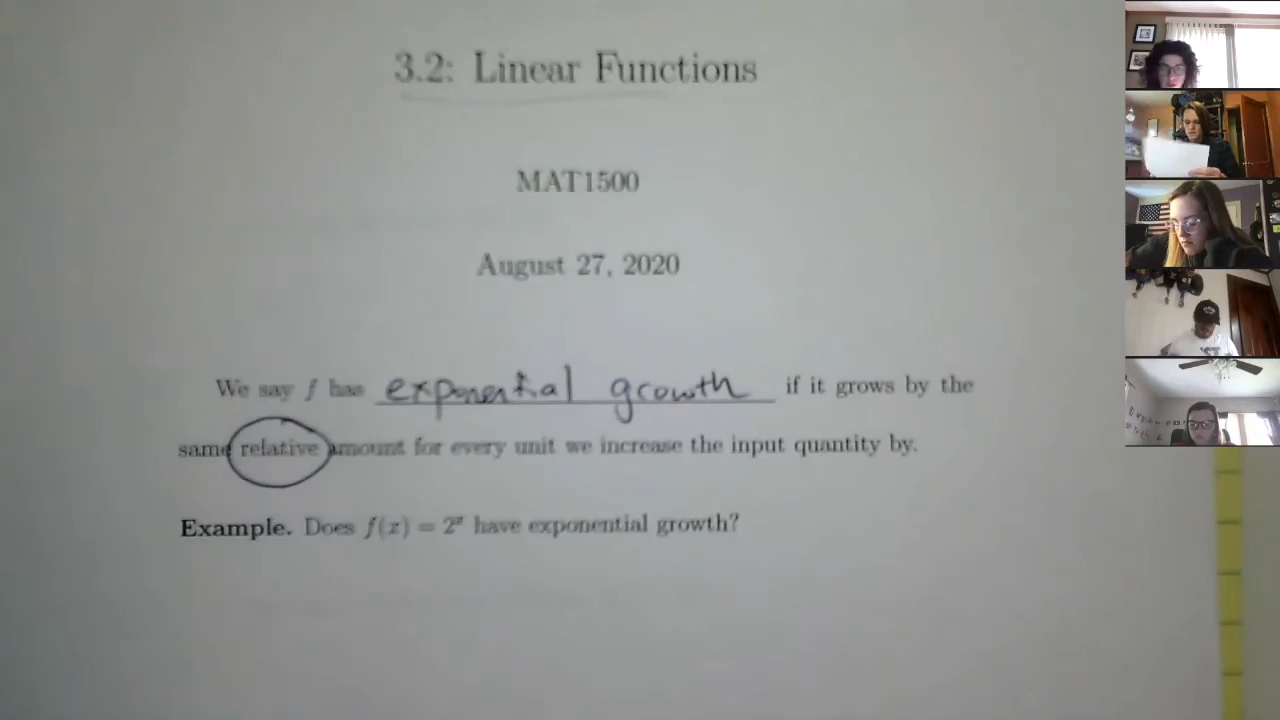 3.2: Linear Functions
MAT1500
August 27, 2020
We say f has exponential growth if it grows by the
same relative amount for every unit we increase the input quantity by.
Example. Does f(x) = 2ˣ have exponential growth?